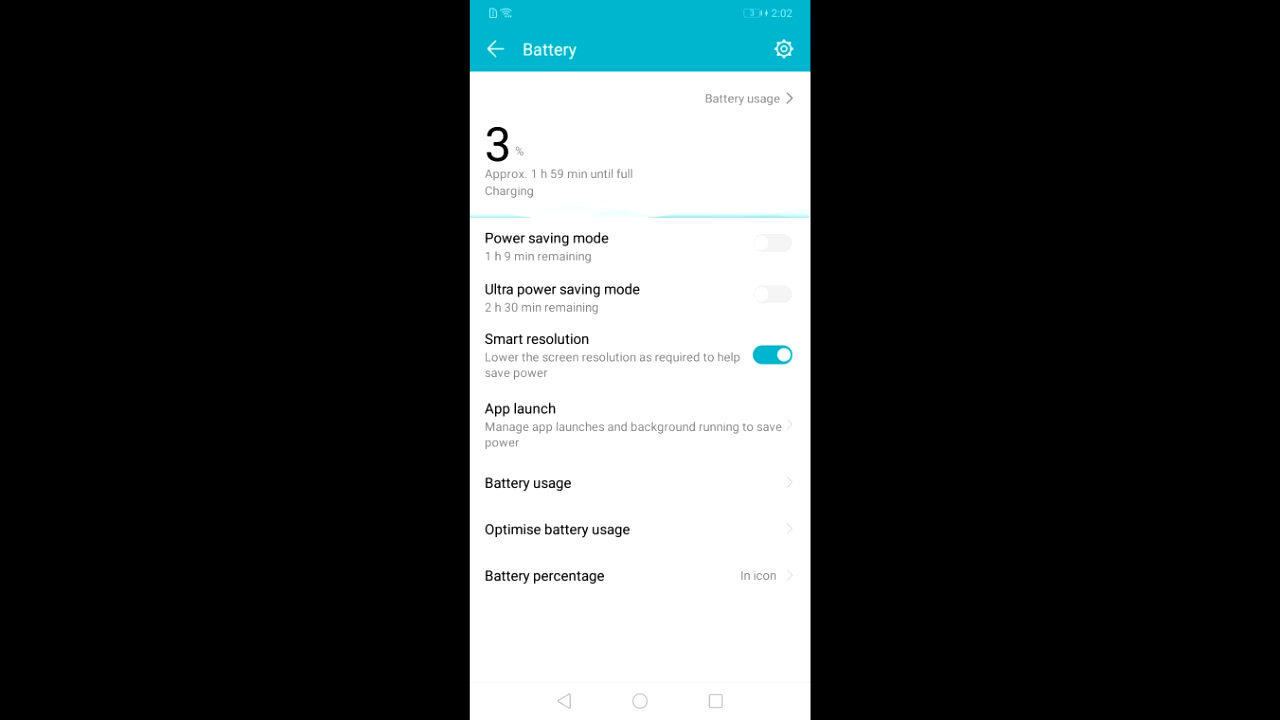 3 2:02
Battery
Battery usage
3 %
Approx. 1 h 59 min until full
Charging
Power saving mode
1 h 9 min remaining
Ultra power saving mode
2 h 30 min remaining
Smart resolution
Lower the screen resolution as required to help
save power
App launch
Manage app launches and background running to save
power
Battery usage
Optimise battery usage
Battery percentage In icon